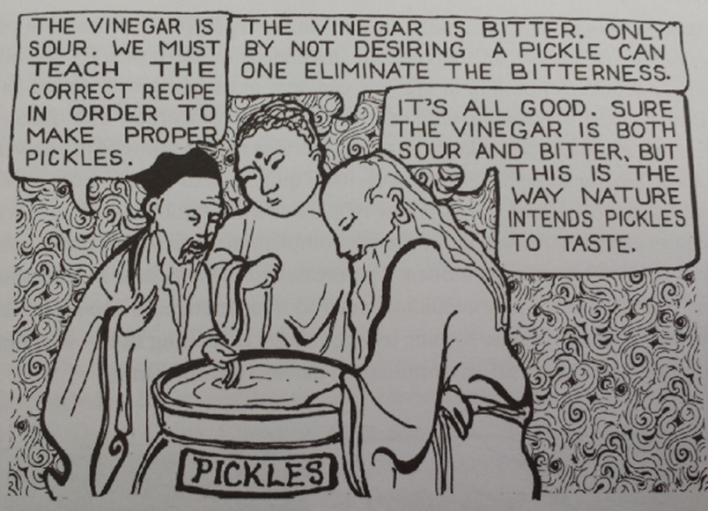 THE VINEGAR IS
SOUR. WE MUST
TEACH THE
CORRECT RECIPE
IN ORDER TO
MAKE PROPER
PICKLES.
THE VINEGAR IS BITTER. ONLY
BY NOT DESIRING A PICKLE CAN
ONE ELIMINATE THE BITTERNESS.
IT'S ALL GOOD. SURE
THE VINEGAR IS BOTH
SOUR AND BITTER, BUT
THIS IS THE
WAY NATURE
INTENDS PICKLES
TO TASTE.
PICKLES